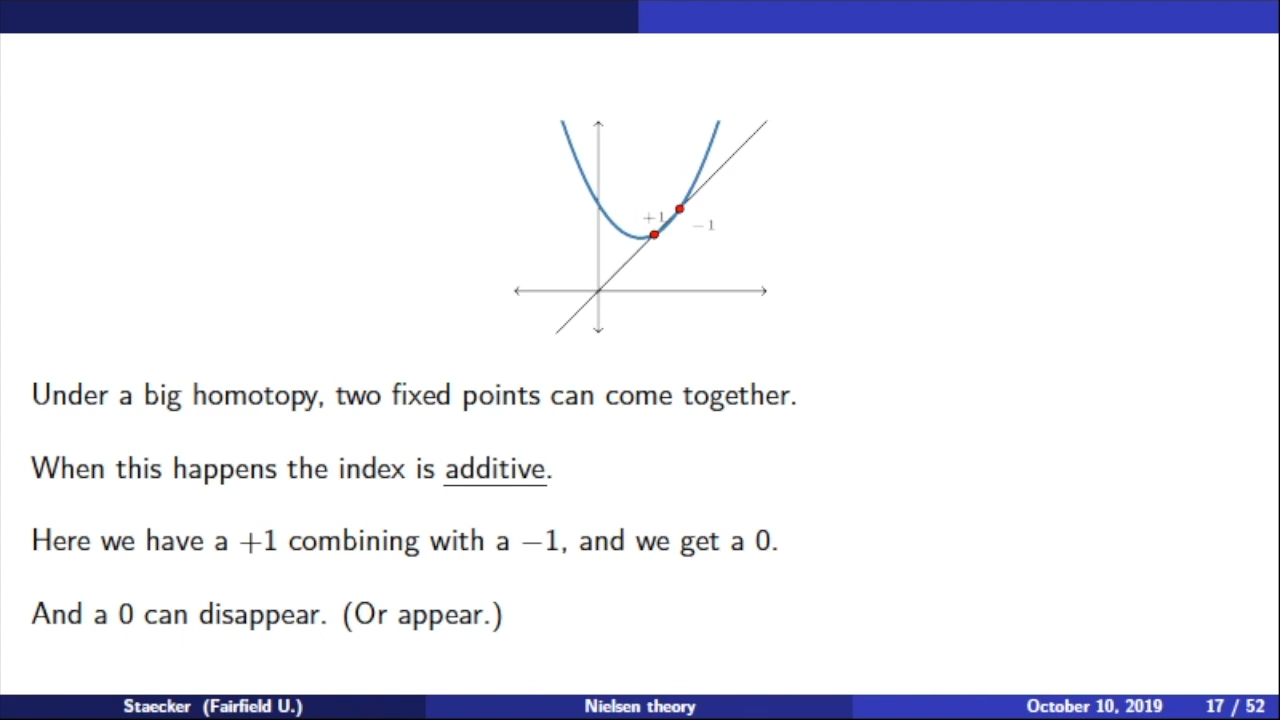 +1
−1
Under a big homotopy, two fixed points can come together.
When this happens the index is additive.
Here we have a +1 combining with a −1, and we get a 0.
And a 0 can disappear. (Or appear.)
Staecker (Fairfield U.) Nielsen theory October 10, 2019 17 / 52